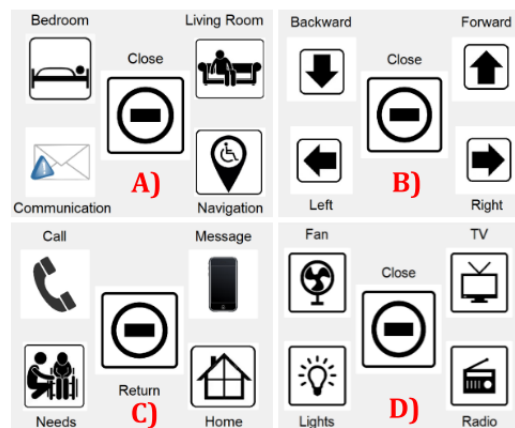 Bedroom
Living Room
Close
A)
Communication
Navigation
Backward
Forward
Close
B)
Left
Right
Call
Message
Return
C)
Needs
Home
Fan
TV
Close
D)
Lights
Radio